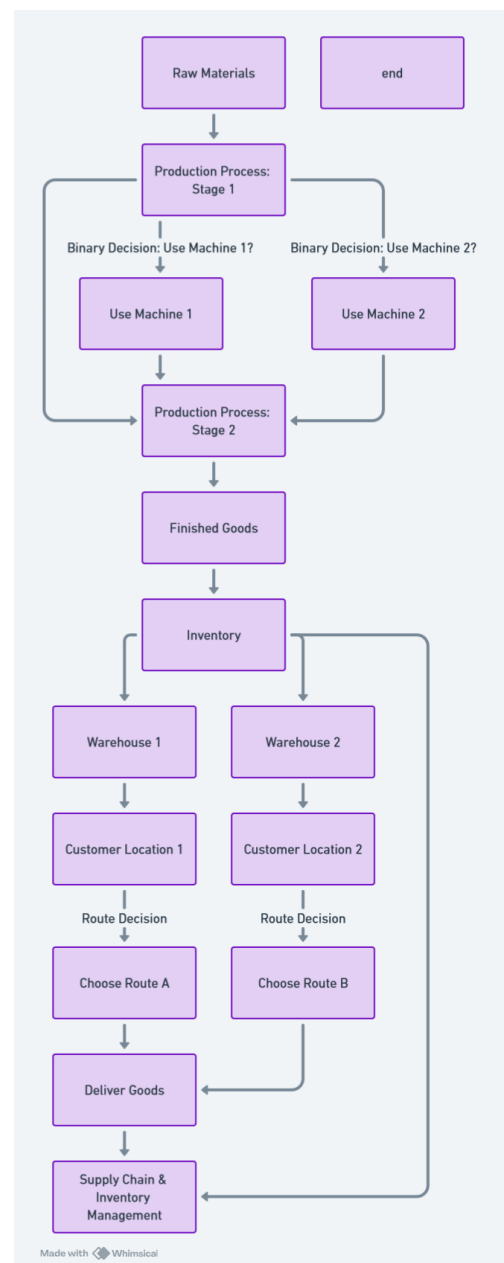 Raw Materials
end
Production Process:
Stage 1
Binary Decision: Use Machine 1?
Binary Decision: Use Machine 2?
Use Machine 1
Use Machine 2
Production Process:
Stage 2
Finished Goods
Inventory
Warehouse 1
Warehouse 2
Customer Location 1
Customer Location 2
Route Decision
Route Decision
Choose Route A
Choose Route B
Deliver Goods
Supply Chain &
Inventory
Management
Made with Whimsical